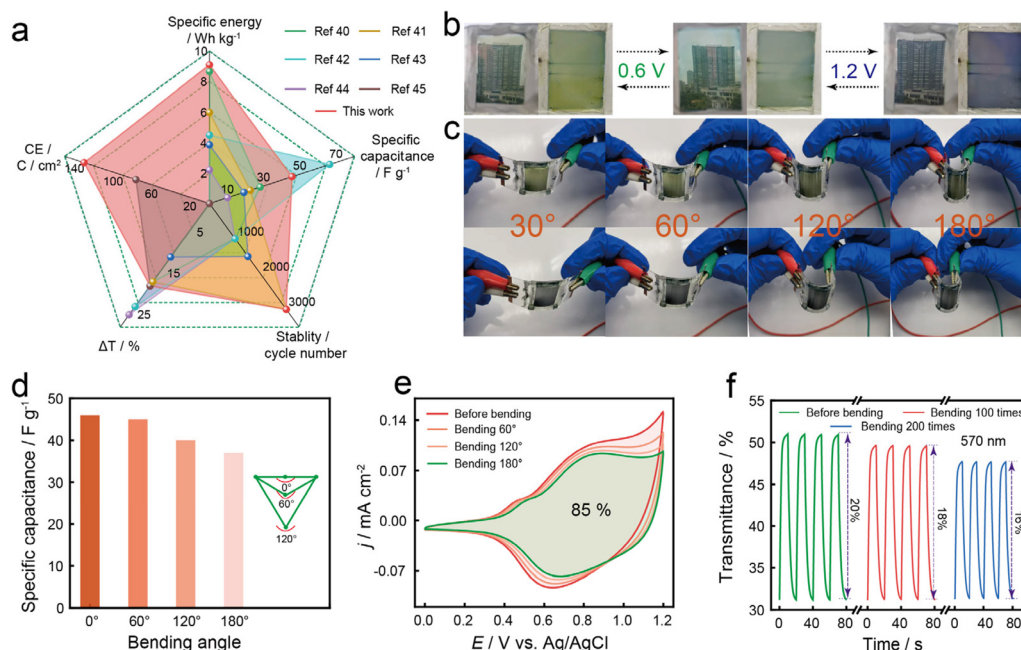 a
Specific energy
/ Wh kg⁻¹
Ref 40
Ref 41
Ref 42
Ref 43
Ref 44
Ref 45
This work
10
8
6
4
2
CE /
C / cm²
140
100
60
20
Specific
capacitance
/ F g⁻¹
70
50
30
10
5
15
25
ΔT / %
1000
2000
3000
Stablity /
cycle number
b
0.6 V
1.2 V
c
30°
60°
120°
180°
d
Specific capacitance / F g⁻¹
50
40
30
20
10
0
0°
60°
120°
0° 60° 120° 180°
Bending angle
e
j / mA cm⁻²
0.14
0.07
0.00
-0.07
Before bending
Bending 60°
Bending 120°
Bending 180°
85 %
0.0 0.2 0.4 0.6 0.8 1.0 1.2
E / V vs. Ag/AgCl
f
Transmittance / %
55
50
45
40
35
30
Before bending
Bending 100 times
Bending 200 times
570 nm
20%
18%
16%
0 40 80 0 40 80 0 40 80
Time / s